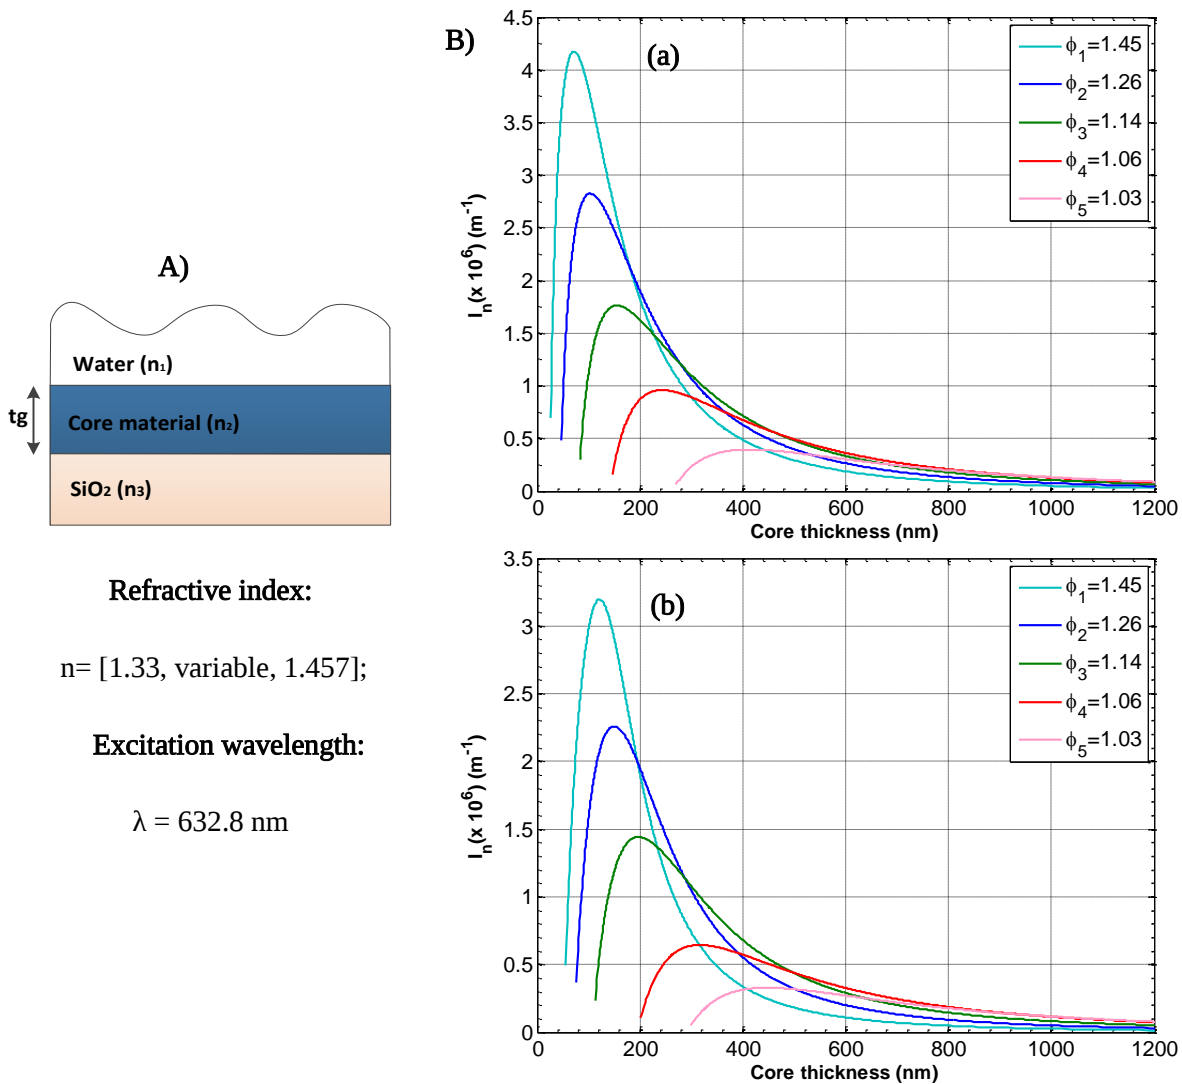 A)
Water (n₁)
tg
Core material (n₂)
SiO₂ (n₃)
Refractive index:
n= [1.33, variable, 1.457];
Excitation wavelength:
λ = 632.8 nm
B)
(a)
4.5
4
3.5
3
2.5
2
1.5
1
0.5
0
Iₙ(x 10⁶) (m⁻¹)
ϕ₁=1.45
ϕ₂=1.26
ϕ₃=1.14
ϕ₄=1.06
ϕ₅=1.03
0 200 400 600 800 1000 1200
Core thickness (nm)
(b)
3.5
3
2.5
2
1.5
1
0.5
0
Iₙ(x 10⁶) (m⁻¹)
ϕ₁=1.45
ϕ₂=1.26
ϕ₃=1.14
ϕ₄=1.06
ϕ₅=1.03
0 200 400 600 800 1000 1200
Core thickness (nm)